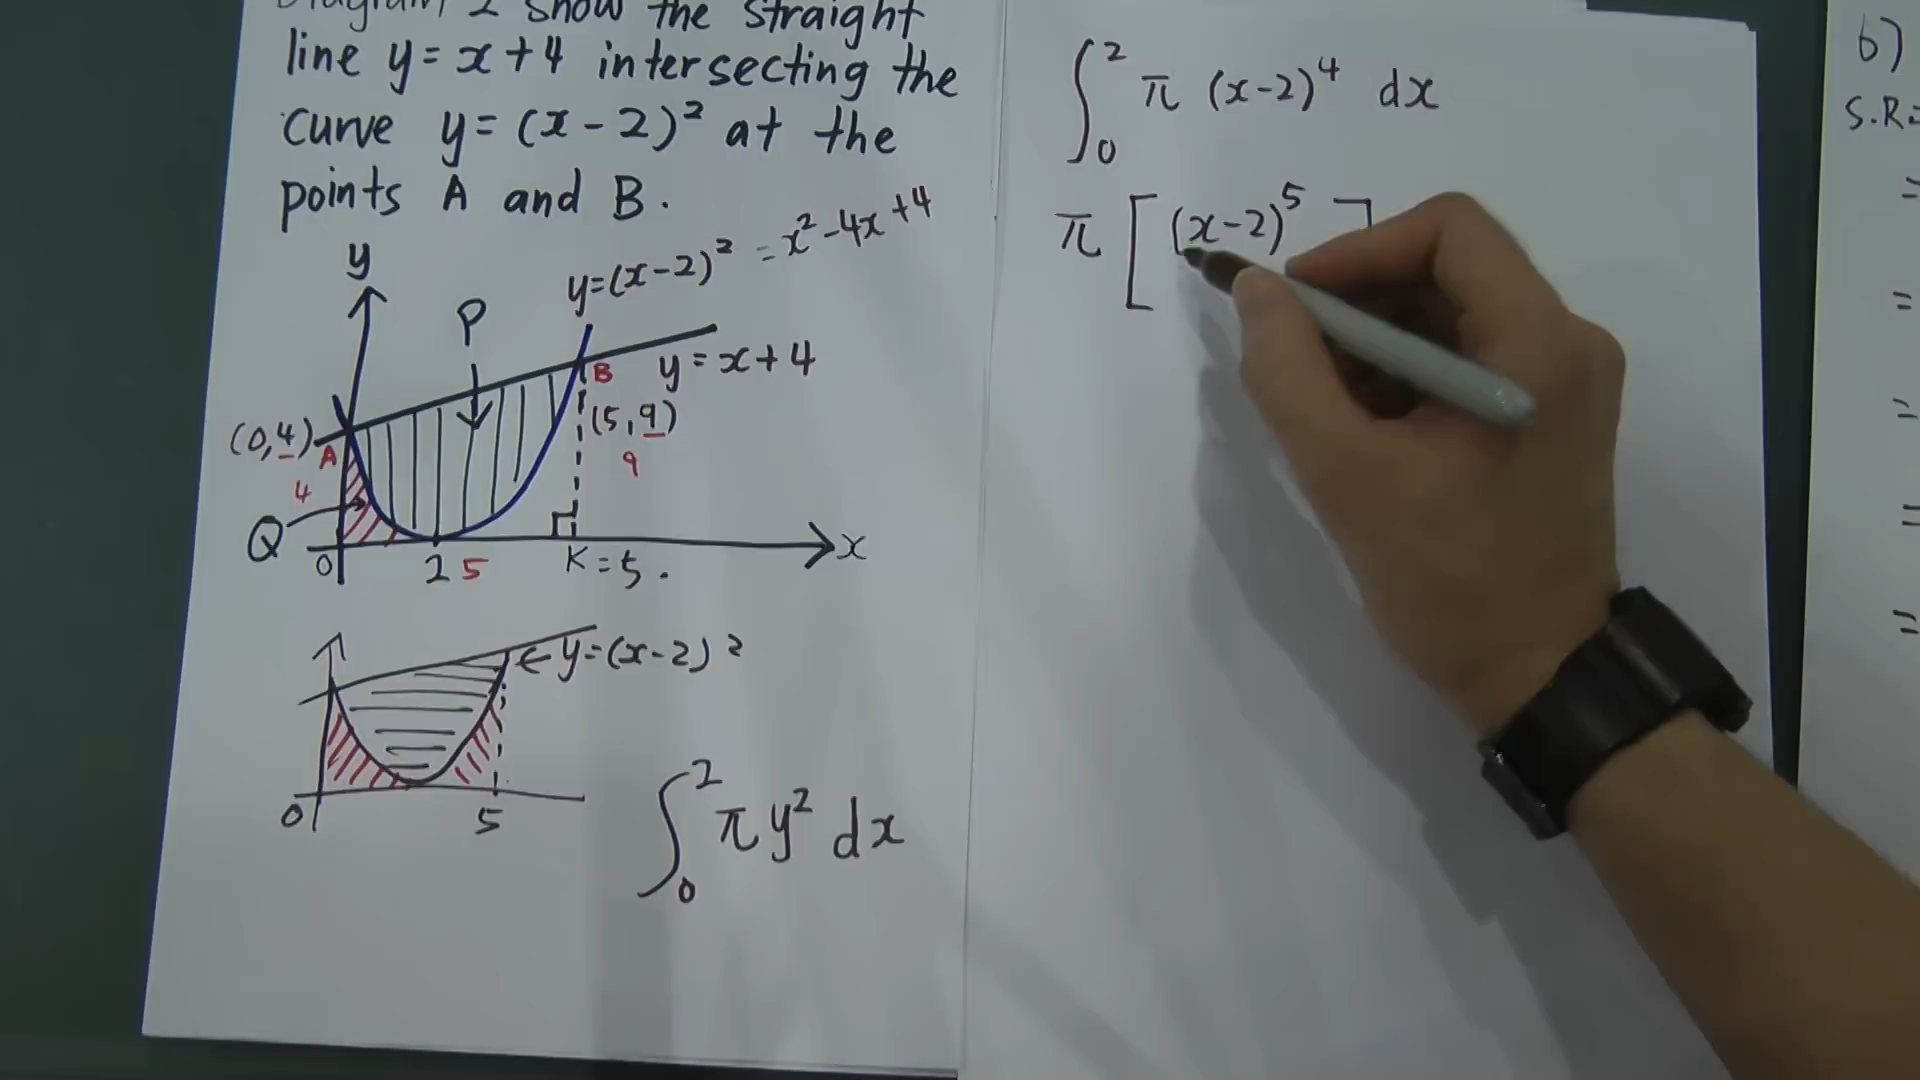 Diagram 2 show the straight
line y = x + 4 intersecting the
curve y = (x - 2)² at the
points A and B.
y
y=(x-2)² = x² - 4x + 4
P
y = x + 4
B
(0,4)
A
(5,9)
9
4
Q
0
2
5
K = 5.
x
← y=(x-2)²
0
5
∫₀² π y² dx
∫₀² π (x-2)⁴ dx
π [ (x-2)⁵ ]
b)
S.R
=
=
=
=
=